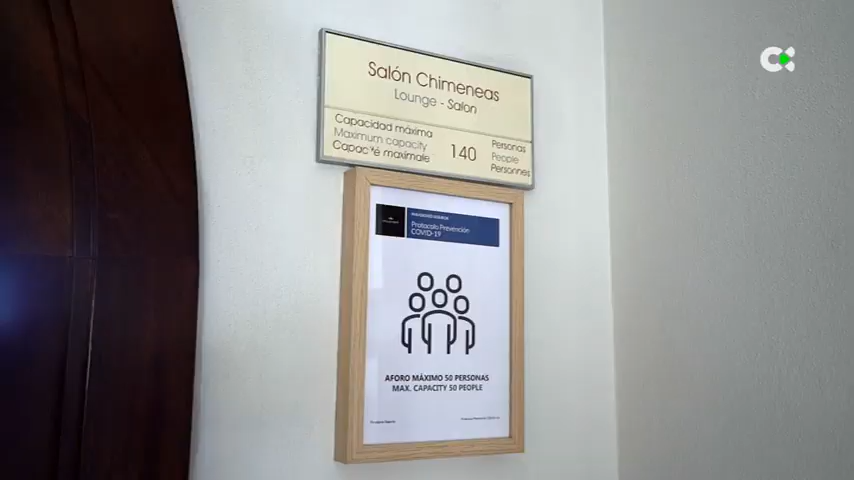 Salón Chimeneas
Lounge - Salon
Capacidad máxima
Maximum capacity
Capacité maximale
140
Personas
People
Personnes
Protocolo Prevención
COVID-19
AFORO MÁXIMO 50 PERSONAS
MAX. CAPACITY 50 PEOPLE